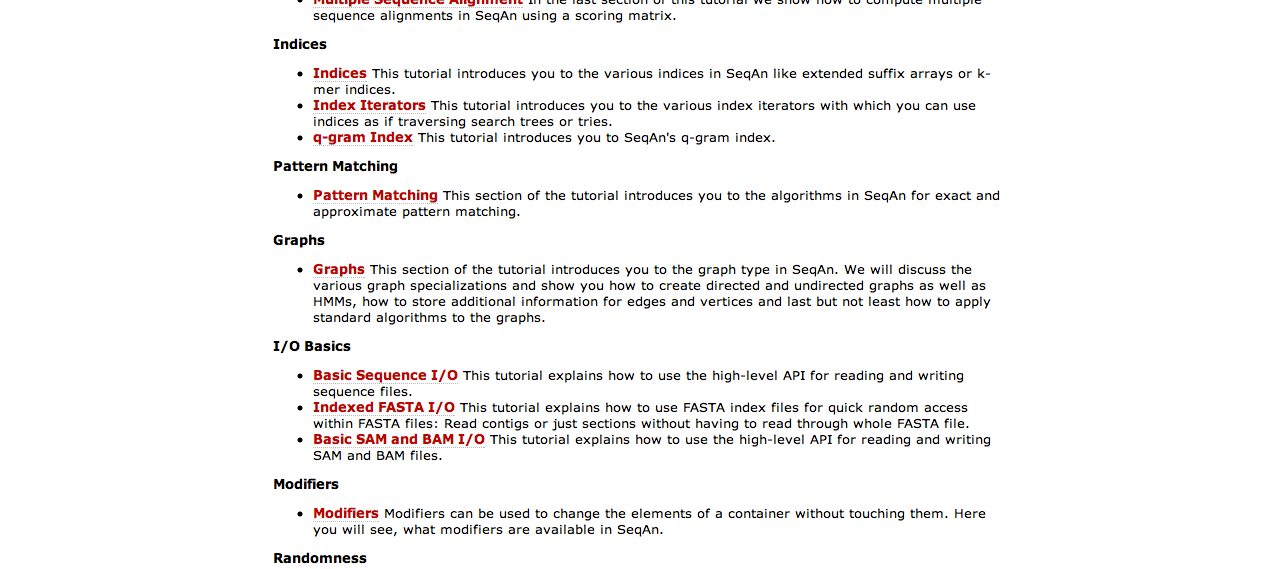 Multiple Sequence Alignment In the last section of this tutorial we show how to compute multiple
sequence alignments in SeqAn using a scoring matrix.
Indices
Indices This tutorial introduces you to the various indices in SeqAn like extended suffix arrays or k-
mer indices.
Index Iterators This tutorial introduces you to the various index iterators with which you can use
indices as if traversing search trees or tries.
q-gram Index This tutorial introduces you to SeqAn's q-gram index.
Pattern Matching
Pattern Matching This section of the tutorial introduces you to the algorithms in SeqAn for exact and
approximate pattern matching.
Graphs
Graphs This section of the tutorial introduces you to the graph type in SeqAn. We will discuss the
various graph specializations and show you how to create directed and undirected graphs as well as
HMMs, how to store additional information for edges and vertices and last but not least how to apply
standard algorithms to the graphs.
I/O Basics
Basic Sequence I/O This tutorial explains how to use the high-level API for reading and writing
sequence files.
Indexed FASTA I/O This tutorial explains how to use FASTA index files for quick random access
within FASTA files: Read contigs or just sections without having to read through whole FASTA file.
Basic SAM and BAM I/O This tutorial explains how to use the high-level API for reading and writing
SAM and BAM files.
Modifiers
Modifiers Modifiers can be used to change the elements of a container without touching them. Here
you will see, what modifiers are available in SeqAn.
Randomness